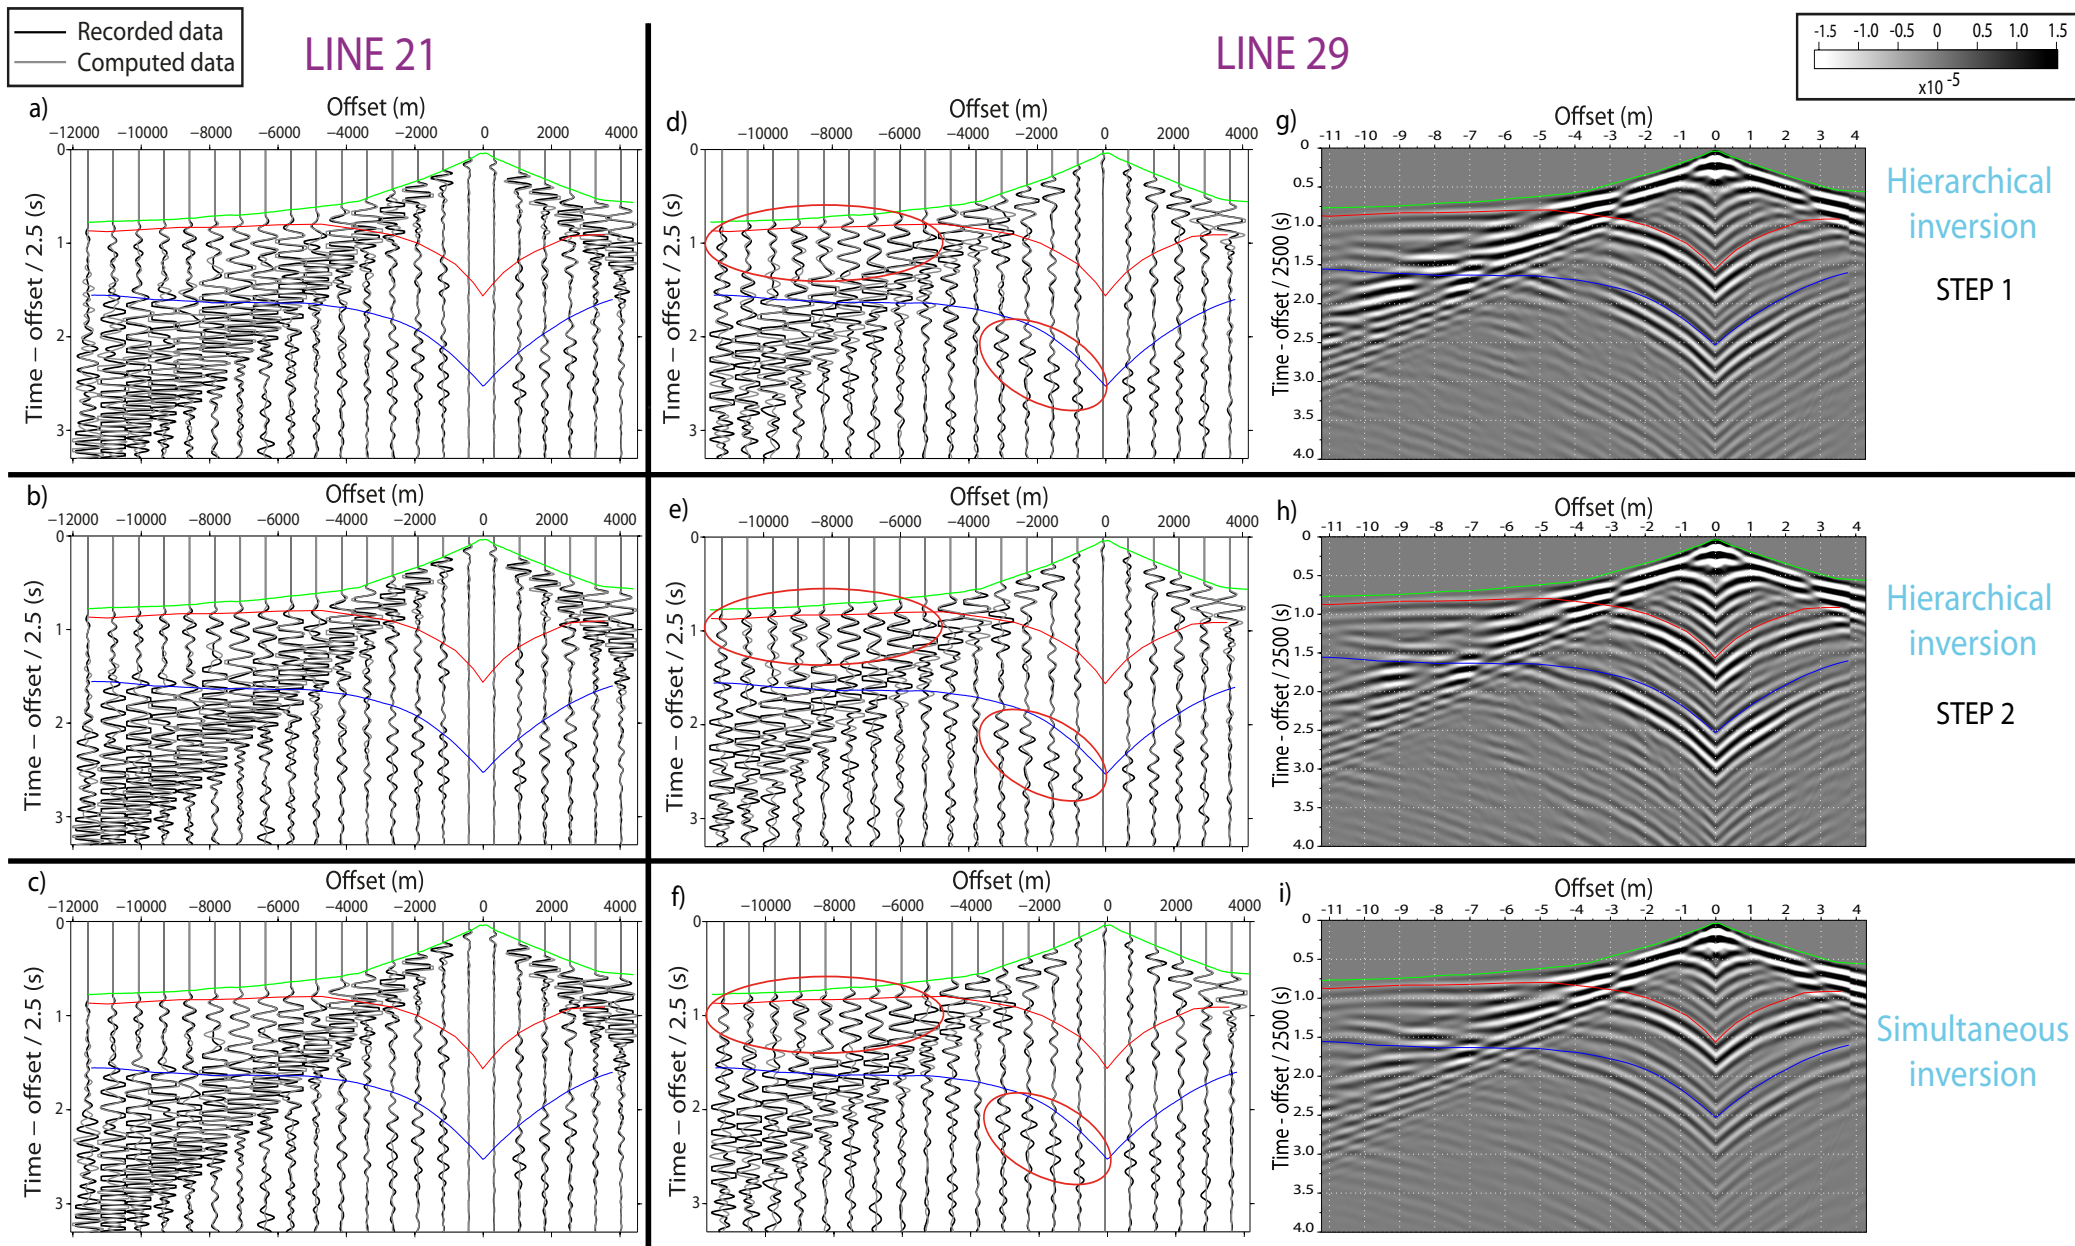 Recorded data
Computed data
LINE 21
LINE 29
-1.5 -1.0 -0.5 0 0.5 1.0 1.5
x10 -5
a)
Offset (m)
−12000 −10000 −8000 −6000 −4000 −2000 0 2000 4000
Time − offset / 2.5 (s)
0
1
2
3
d)
Offset (m)
−10000 −8000 −6000 −4000 −2000 0 2000 4000
Time − offset / 2.5 (s)
0
1
2
3
g)
Offset (m)
-11 -10 -9 -8 -7 -6 -5 -4 -3 -2 -1 0 1 2 3 4
Time - offset / 2500 (s)
0
0.5
1.0
1.5
2.0
2.5
3.0
3.5
4.0
Hierarchical
inversion
STEP 1
b)
Offset (m)
−12000 −10000 −8000 −6000 −4000 −2000 0 2000 4000
Time − offset / 2.5 (s)
0
1
2
3
e)
Offset (m)
−10000 −8000 −6000 −4000 −2000 0 2000 4000
Time − offset / 2.5 (s)
0
1
2
3
h)
Offset (m)
-11 -10 -9 -8 -7 -6 -5 -4 -3 -2 -1 0 1 2 3 4
Time - offset / 2500 (s)
0
0.5
1.0
1.5
2.0
2.5
3.0
3.5
4.0
Hierarchical
inversion
STEP 2
c)
Offset (m)
−12000 −10000 −8000 −6000 −4000 −2000 0 2000 4000
Time − offset / 2.5 (s)
0
1
2
3
f)
Offset (m)
−10000 −8000 −6000 −4000 −2000 0 2000 4000
Time − offset / 2.5 (s)
0
1
2
3
i)
Offset (m)
-11 -10 -9 -8 -7 -6 -5 -4 -3 -2 -1 0 1 2 3 4
Time - offset / 2500 (s)
0
0.5
1.0
1.5
2.0
2.5
3.0
3.5
4.0
Simultaneous
inversion